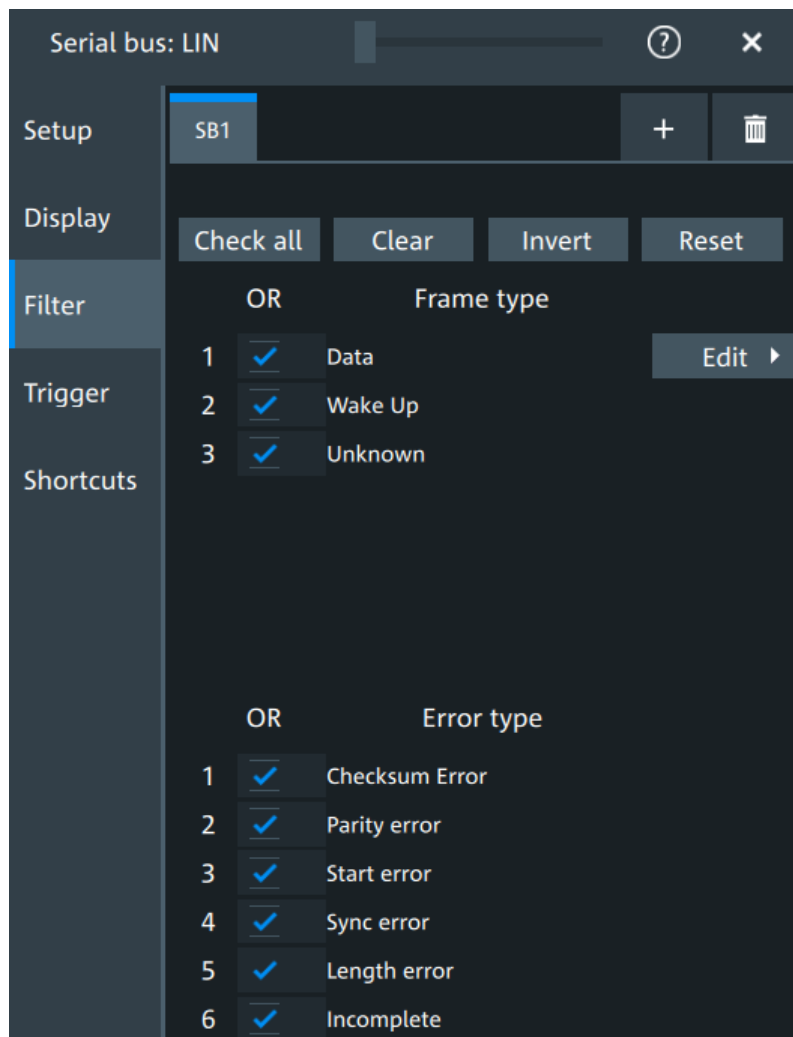 Serial bus: LIN ?
Setup
SB1 +
Display
Check all Clear Invert Reset
Filter
OR Frame type
1 Data Edit
Trigger
2 Wake Up
3 Unknown
Shortcuts
OR Error type
1 Checksum Error
2 Parity error
3 Start error
4 Sync error
5 Length error
6 Incomplete